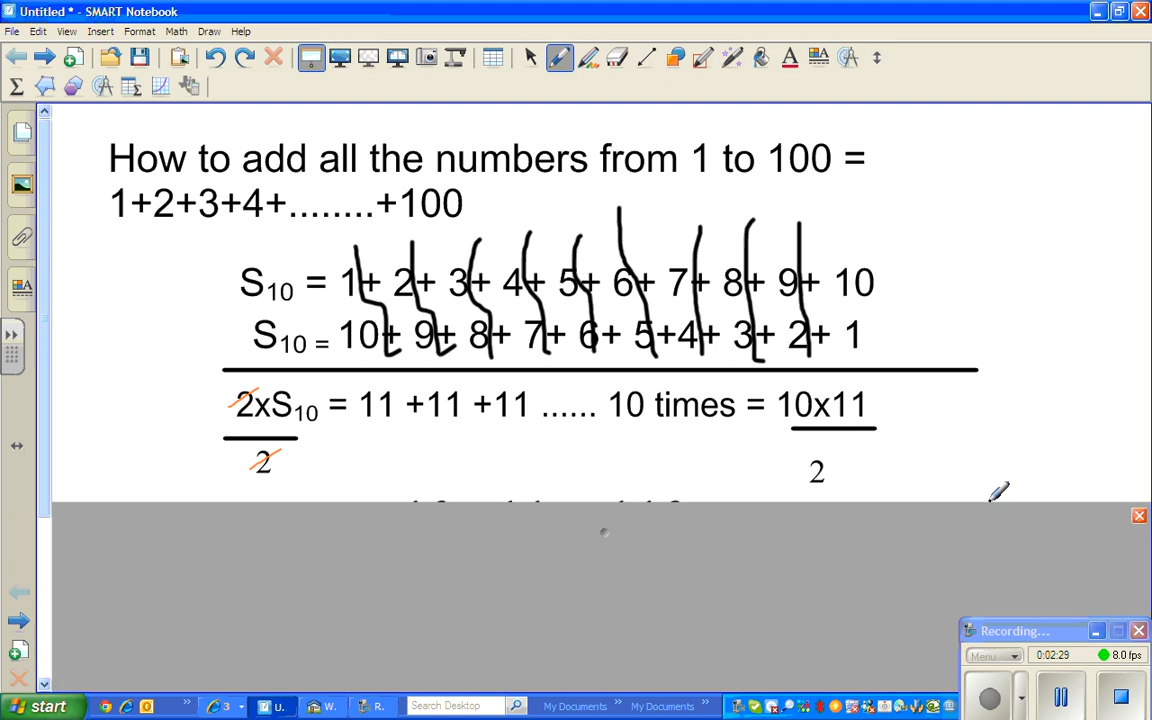 Untitled * - SMART Notebook
File Edit View Insert Format Math Draw Help
How to add all the numbers from 1 to 100 =
1+2+3+4+........+100
S10 = 1+ 2+ 3+ 4+ 5+ 6+ 7+ 8+ 9+ 10
S10 = 10+ 9+ 8+ 7+ 6+ 5+4+ 3+ 2+ 1
2xS10 = 11 +11 +11 ...... 10 times = 10x11
2 2
Recording...
Menu 0:02:29 8.0 fps
start 3 U. W. R. Search Desktop My Documents » My Documents »